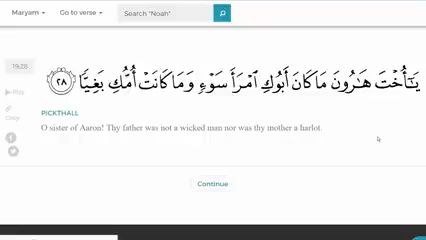 Maryam
Go to verse
Search "Noah"
19:28
يَٰٓأُخْتَ هَٰرُونَ مَا كَانَ أَبُوكِ ٱمْرَأَ سَوْءٍ وَمَا كَانَتْ أُمُّكِ بَغِيًّا ٢٨
Play
copy
PICKTHALL
O sister of Aaron! Thy father was not a wicked man nor was thy mother a harlot.
Continue